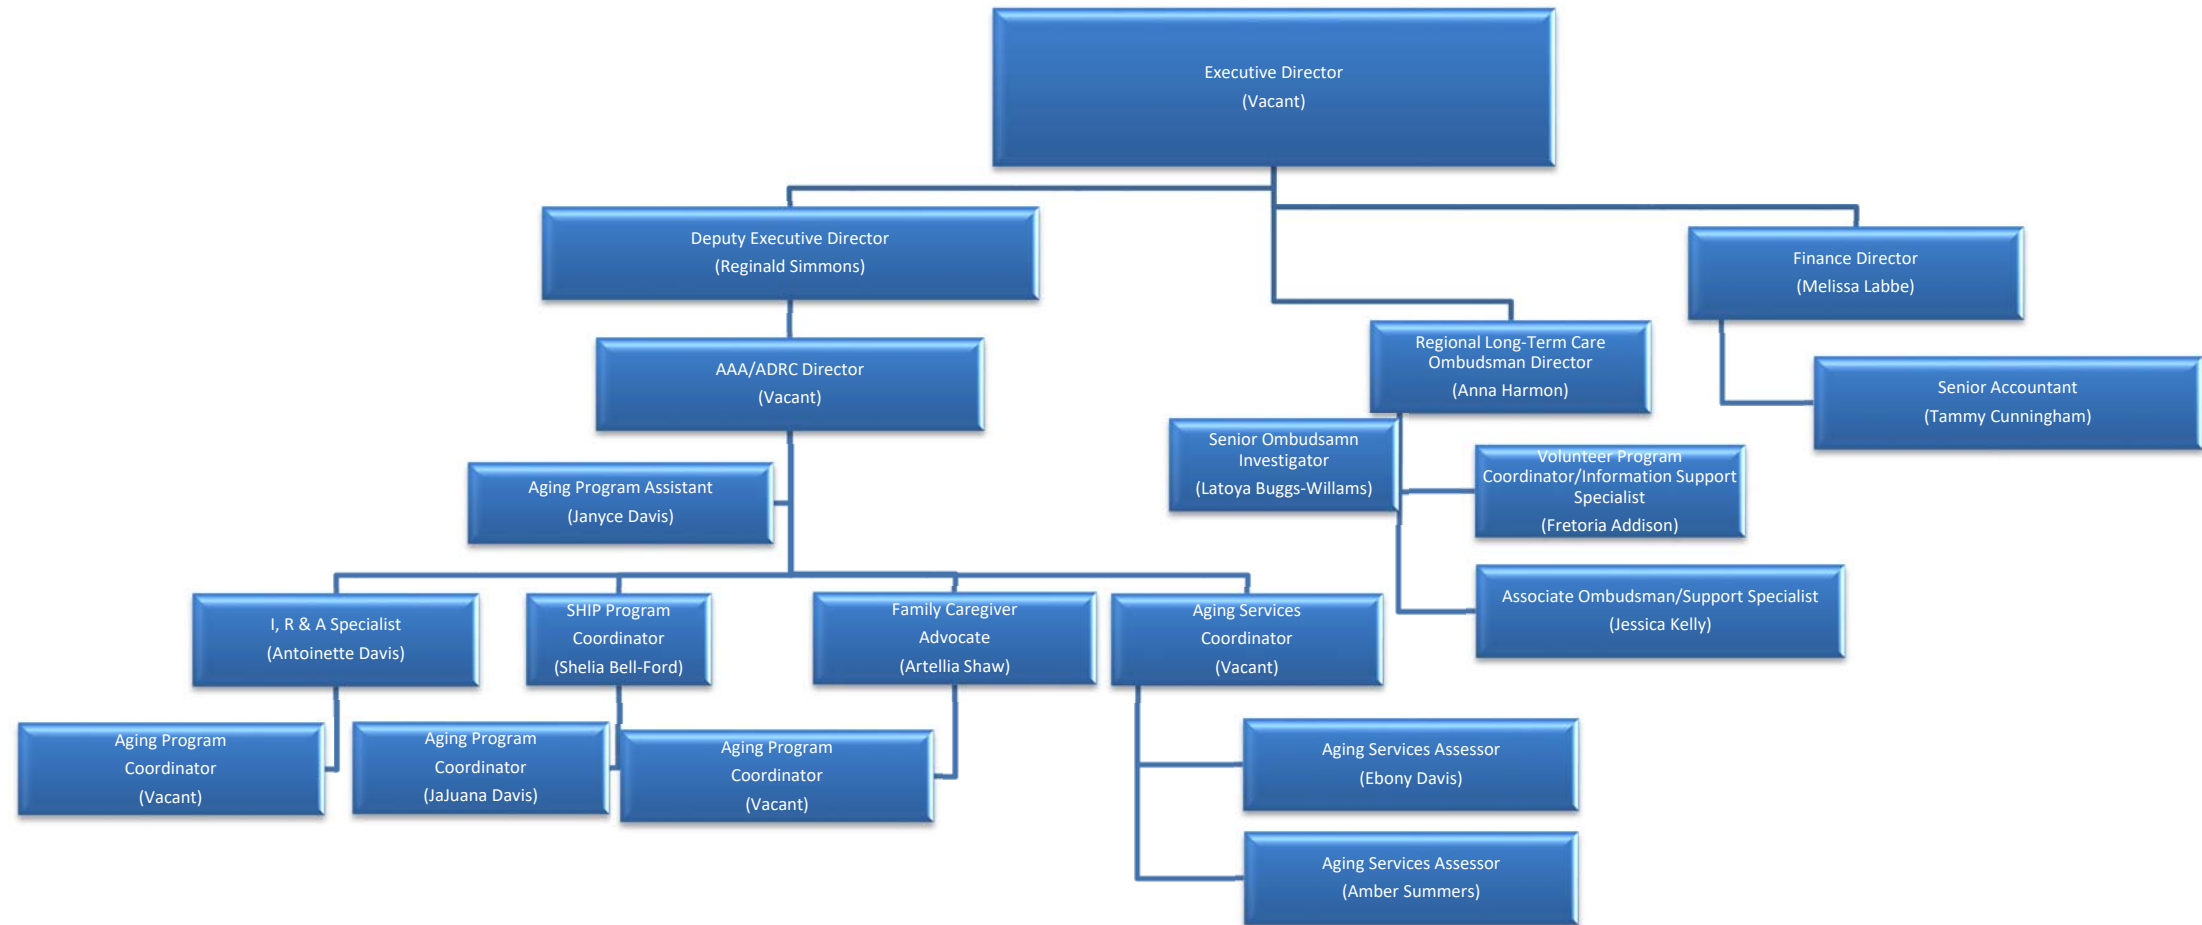 Executive Director
(Vacant)
Deputy Executive Director
(Reginald Simmons)
Finance Director
(Melissa Labbe)
AAA/ADRC Director
(Vacant)
Regional Long-Term Care
Ombudsman Director
(Anna Harmon)
Senior Accountant
(Tammy Cunningham)
Senior Ombudsamn
Investigator
(Latoya Buggs-Willams)
Volunteer Program
Coordinator/Information Support
Specialist
(Fretoria Addison)
Aging Program Assistant
(Janyce Davis)
Associate Ombudsman/Support Specialist
(Jessica Kelly)
I, R & A Specialist
(Antoinette Davis)
SHIP Program
Coordinator
(Shelia Bell-Ford)
Family Caregiver
Advocate
(Artellia Shaw)
Aging Services
Coordinator
(Vacant)
Aging Program
Coordinator
(Vacant)
Aging Program
Coordinator
(JaJuana Davis)
Aging Program
Coordinator
(Vacant)
Aging Services Assessor
(Ebony Davis)
Aging Services Assessor
(Amber Summers)